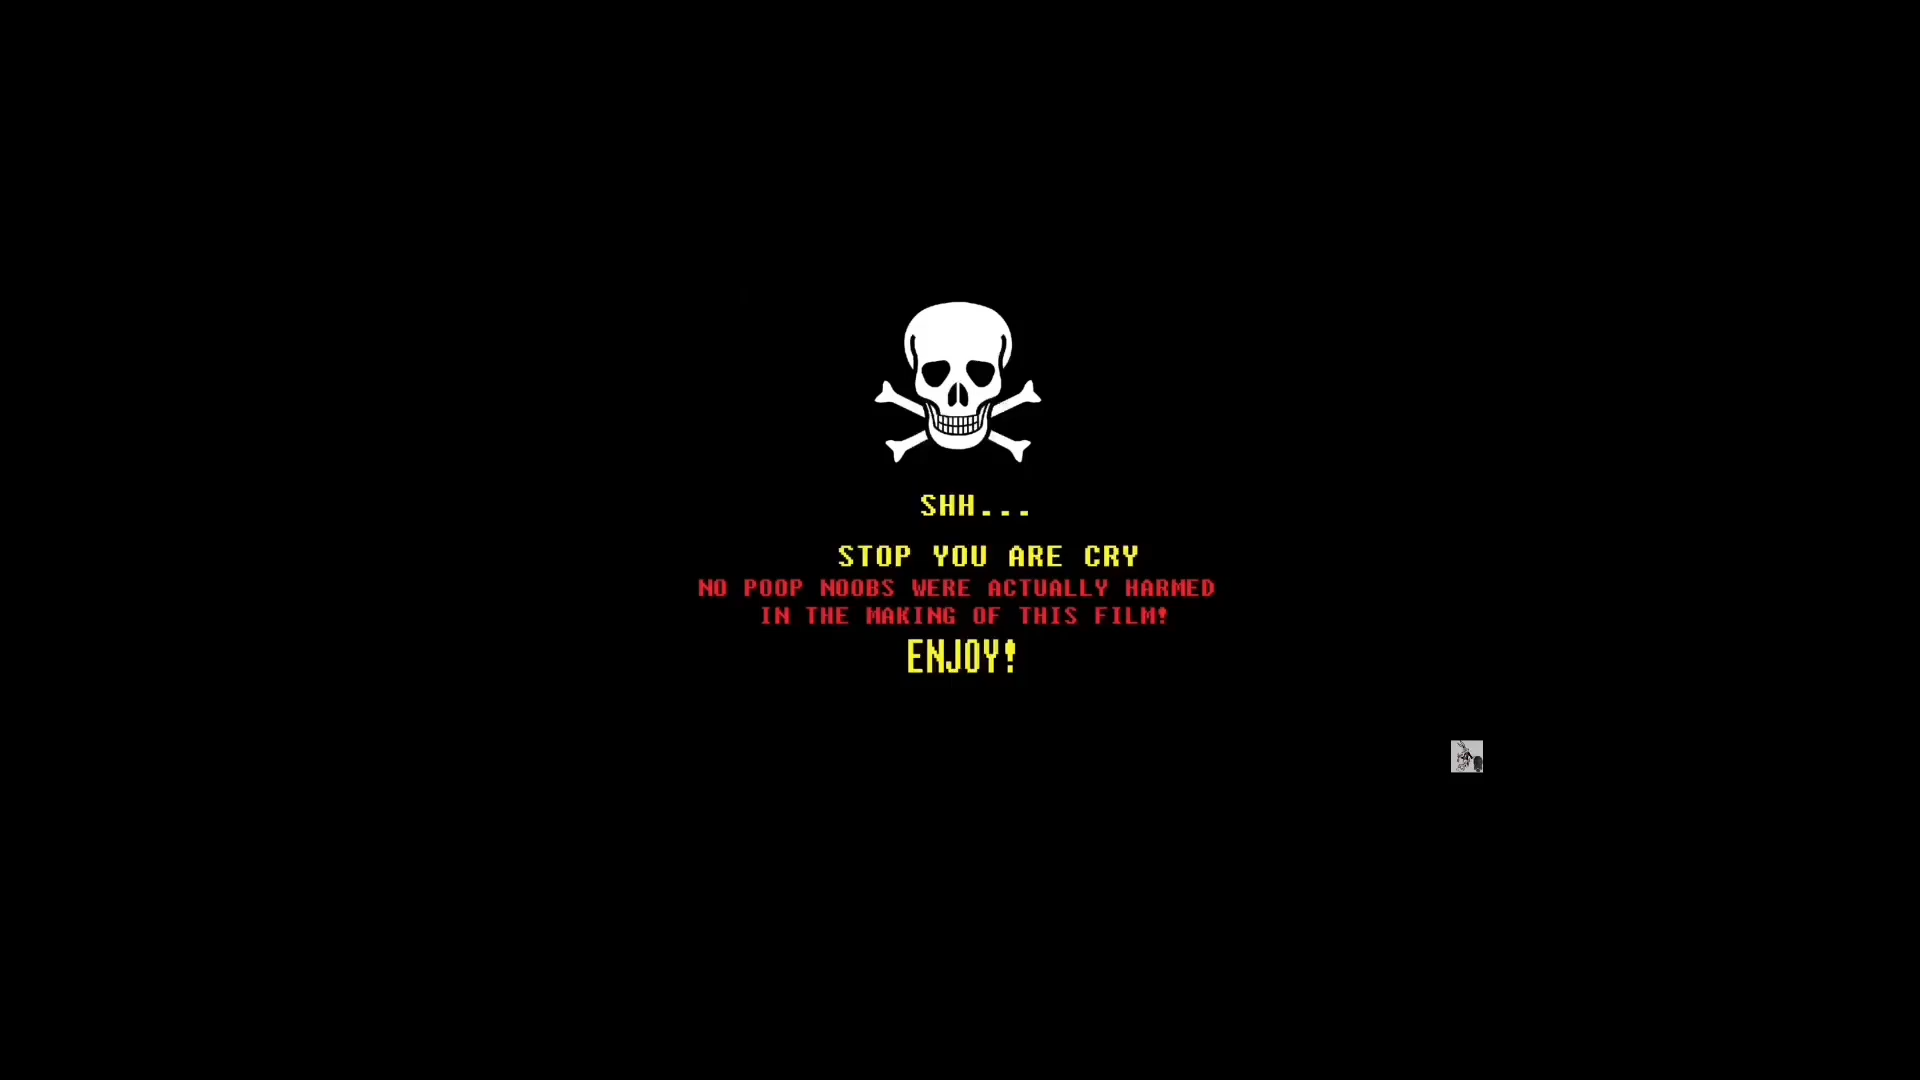 SHH...
STOP YOU ARE CRY
NO POOP NOOBS WERE ACTUALLY HARMED
IN THE MAKING OF THIS FILM!
ENJOY!